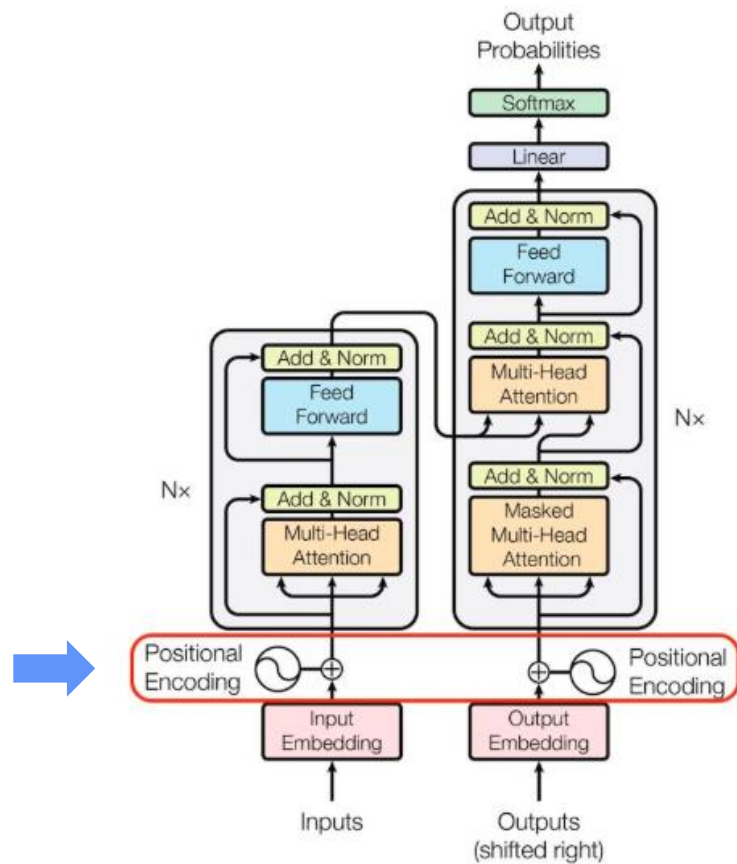 Output
Probabilities
Softmax
Linear
Add & Norm
Feed
Forward
Add & Norm
Multi-Head
Attention
Add & Norm
Masked
Multi-Head
Attention
Nx
Add & Norm
Feed
Forward
Add & Norm
Multi-Head
Attention
Nx
Positional
Encoding
Positional
Encoding
Input
Embedding
Output
Embedding
Inputs
Outputs
(shifted right)